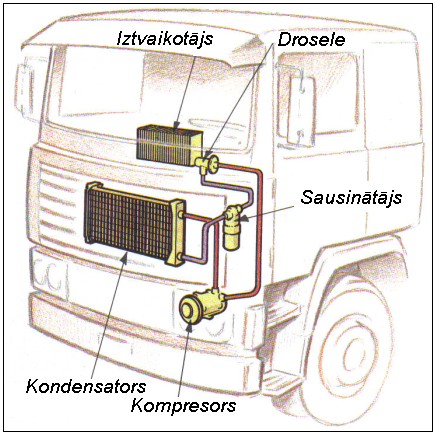 Iztvaikotājs
Drosele
Sausinātājs
Kondensators
Kompresors